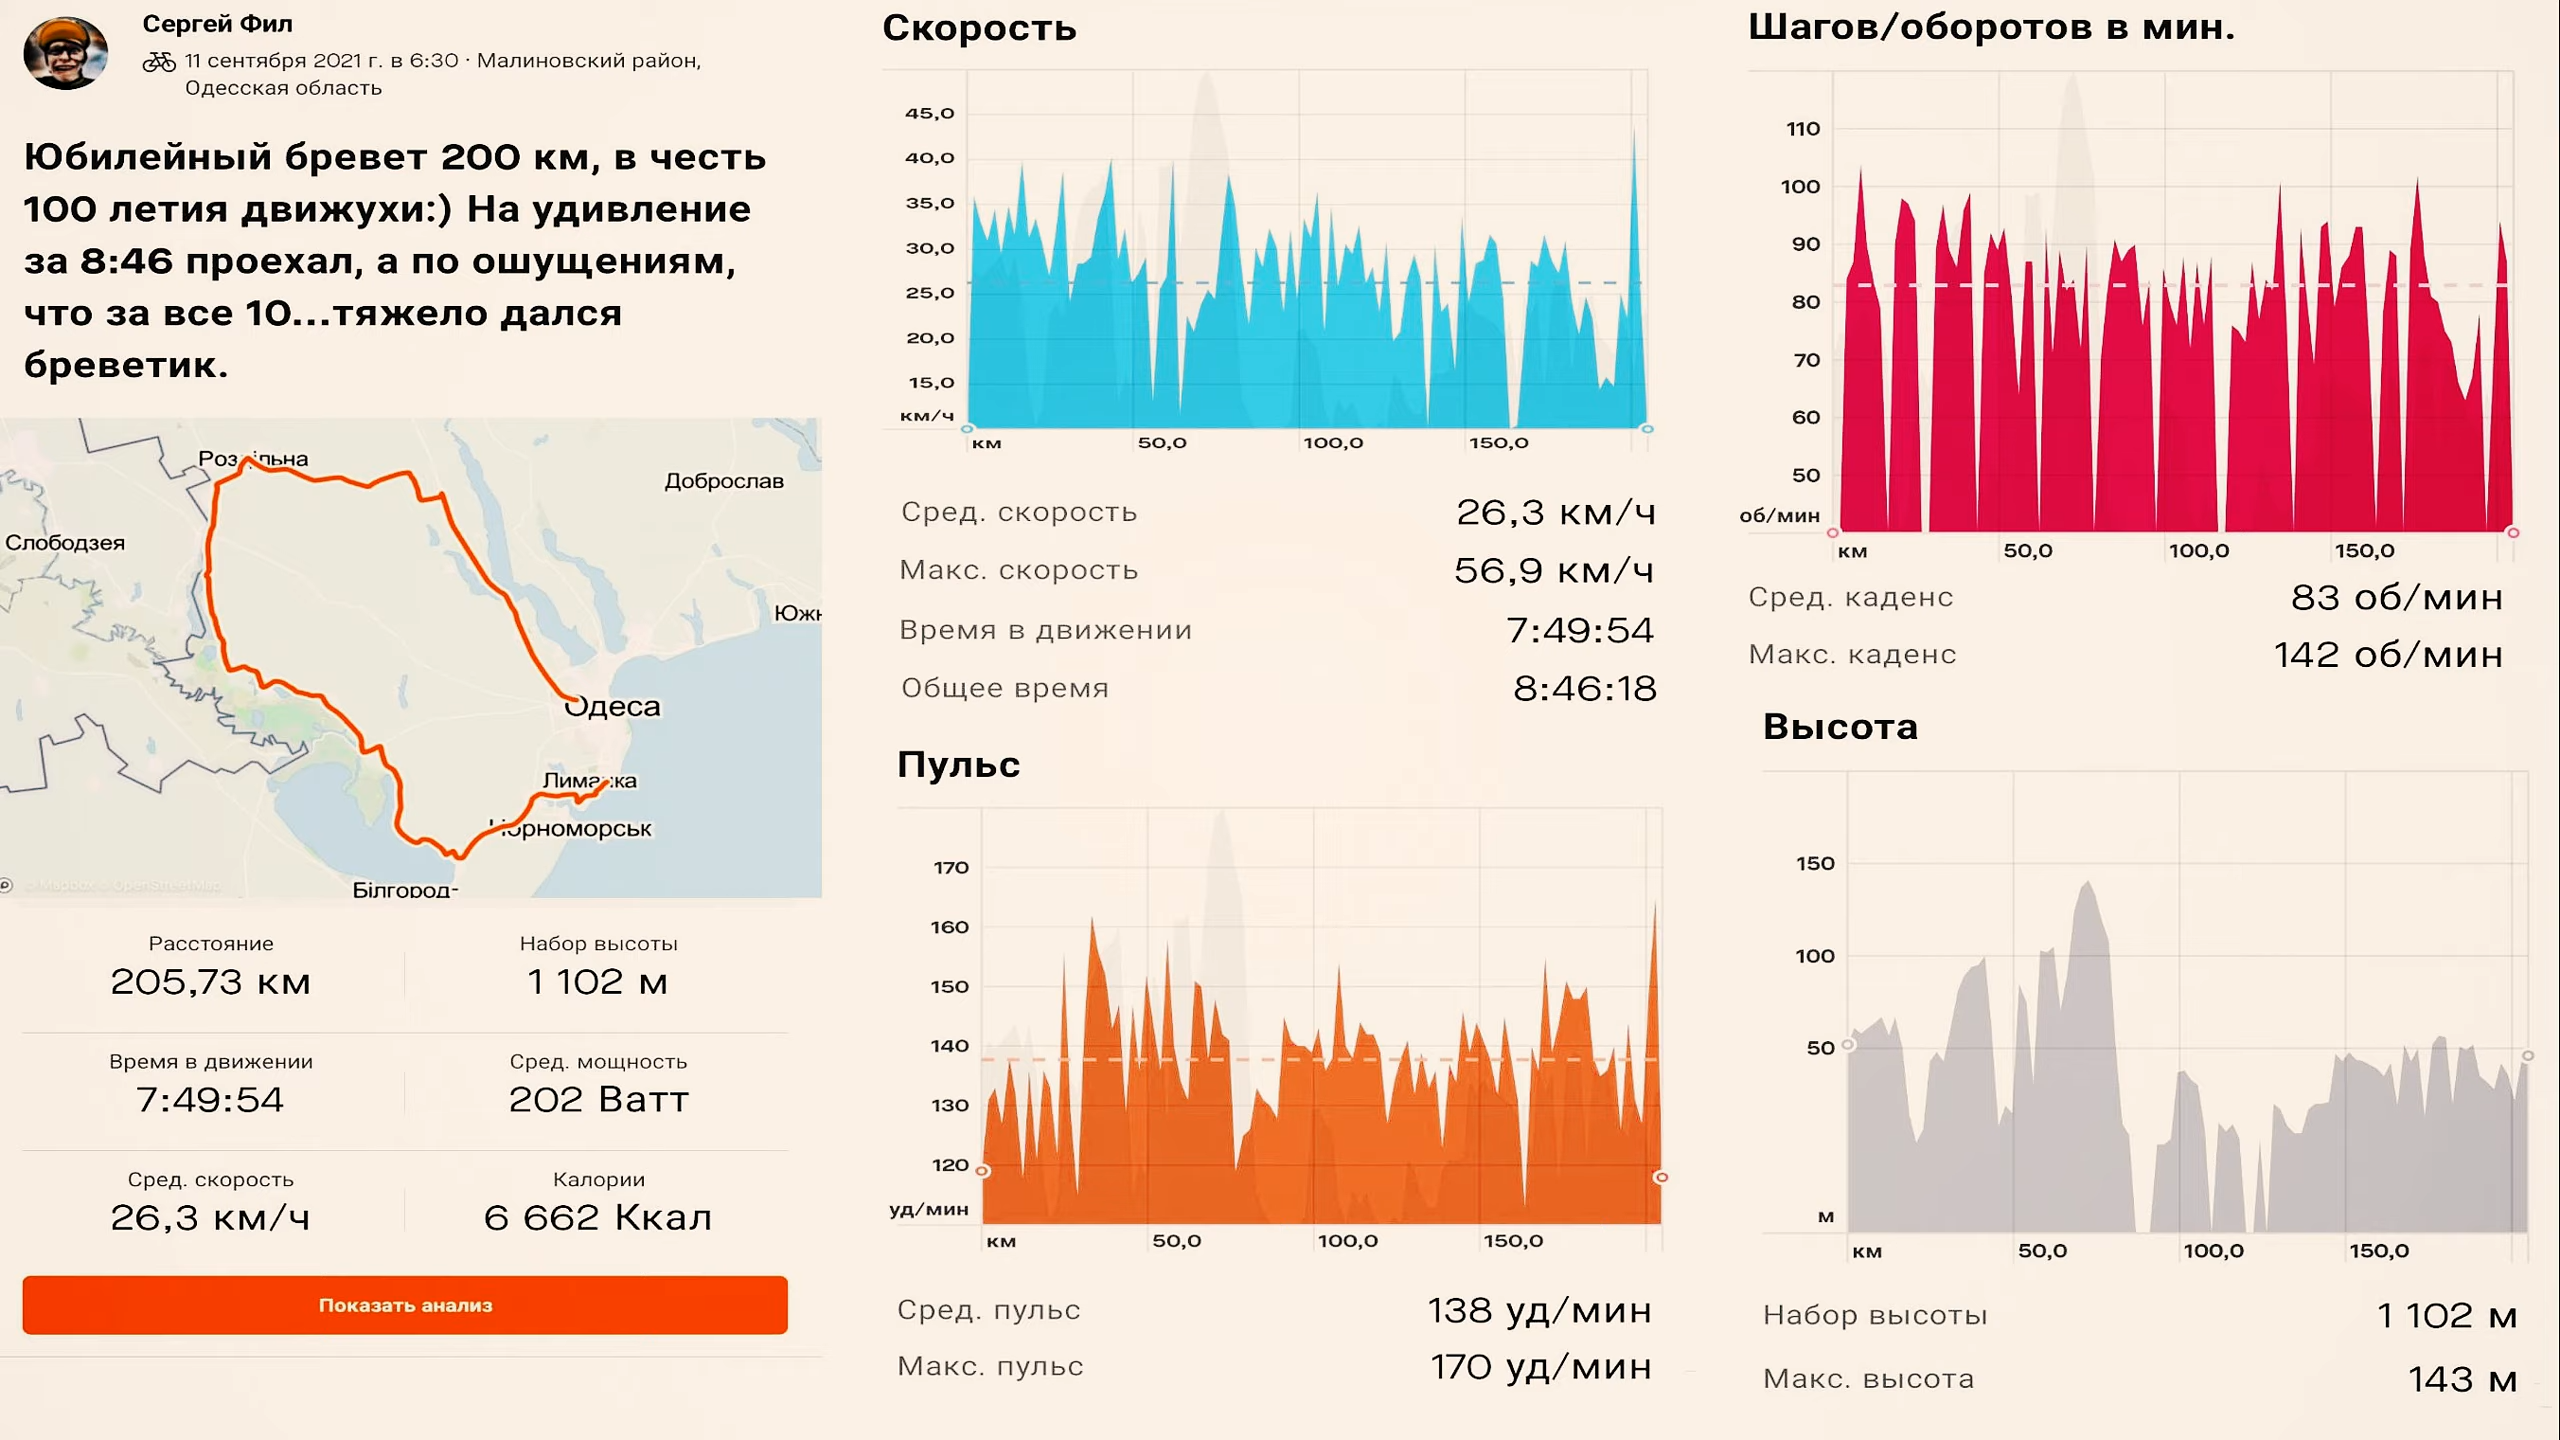 Сергей Фил
11 сентября 2021 г. в 6:30 · Малиновский район,
Одесская область
Юбилейный бревет 200 км, в честь
100 летия движухи:) На удивление
за 8:46 проехал, а по ошущениям,
что за все 10...тяжело дался
бреветик.
Доброслав
Слободзея
Южн
Одеса
Білгород-
© Mapbox © OpenStreetMap
Расстояние
205,73 км
Набор высоты
1 102 м
Время в движении
7:49:54
Сред. мощность
202 Ватт
Сред. скорость
26,3 км/ч
Калории
6 662 Ккал
Показать анализ
Скорость
45,0
40,0
35,0
30,0
25,0
20,0
15,0
км/ч
км 50,0 100,0 150,0
Сред. скорость 26,3 км/ч
Макс. скорость 56,9 км/ч
Время в движении 7:49:54
Общее время 8:46:18
Пульс
170
160
150
140
130
120
уд/мин
км 50,0 100,0 150,0
Сред. пульс 138 уд/мин
Макс. пульс 170 уд/мин
Шагов/оборотов в мин.
110
100
90
80
70
60
50
об/мин
км 50,0 100,0 150,0
Сред. каденс 83 об/мин
Макс. каденс 142 об/мин
Высота
150
100
50
м
км 50,0 100,0 150,0
Набор высоты 1 102 м
Макс. высота 143 м